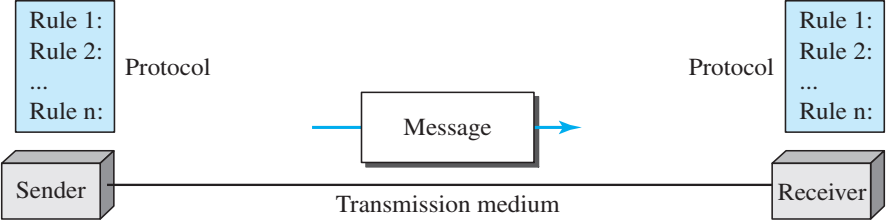 Rule 1:
Rule 2:
...
Rule n:
Protocol
Message
Protocol
Rule 1:
Rule 2:
...
Rule n:
Sender
Transmission medium
Receiver